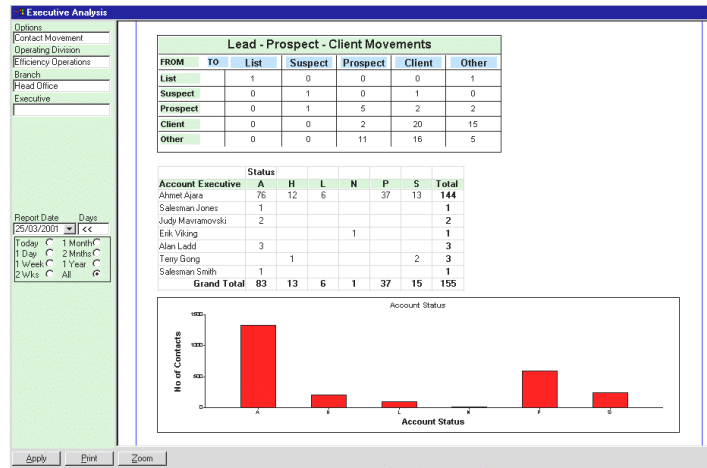 Executive Analysis
Options
Contact Movement
Operating Division
Efficiency Operations
Branch
Head Office
Executive
Report Date Days
25/03/2001 <<
Today 1 Month
1 Day 2 Mnths
1 Week 1 Year
2 Wks All
Lead - Prospect - Client Movements
FROM TO List Suspect Prospect Client Other
List 1 0 0 0 1
Suspect 0 1 0 1 0
Prospect 0 1 5 2 2
Client 0 0 2 20 15
Other 0 0 11 16 5
Status
Account Executive A H L N P S Total
Ahmet Ajara 76 12 6 37 13 144
Salesman Jones 1 1
Judy Mavramovski 2 2
Erik Viking 1 1
Alan Ladd 3 3
Terry Gong 1 2 3
Salesman Smith 1 1
Grand Total 83 13 6 1 37 15 155
Account Status
No of Contacts
1500
1000
500
0
A L
Account Status
Apply Print Zoom